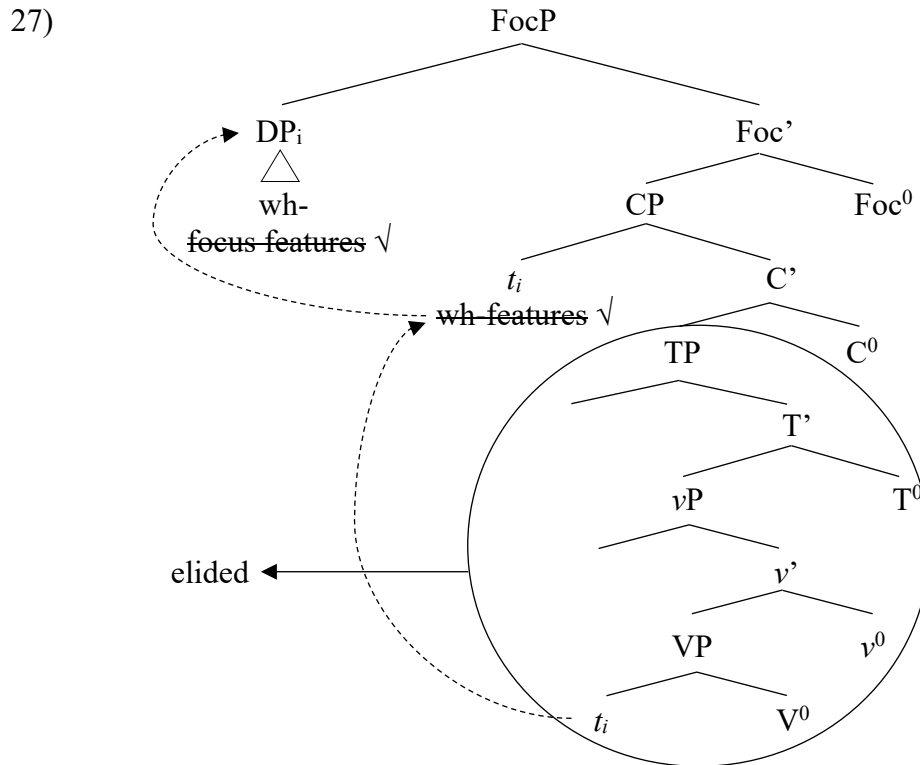 27) FocP
DPᵢ Foc’
wh- CP Foc⁰
focus features √
tᵢ C’
wh-features √
TP C⁰
T’
vP T⁰
elided v’
VP v⁰
tᵢ V⁰